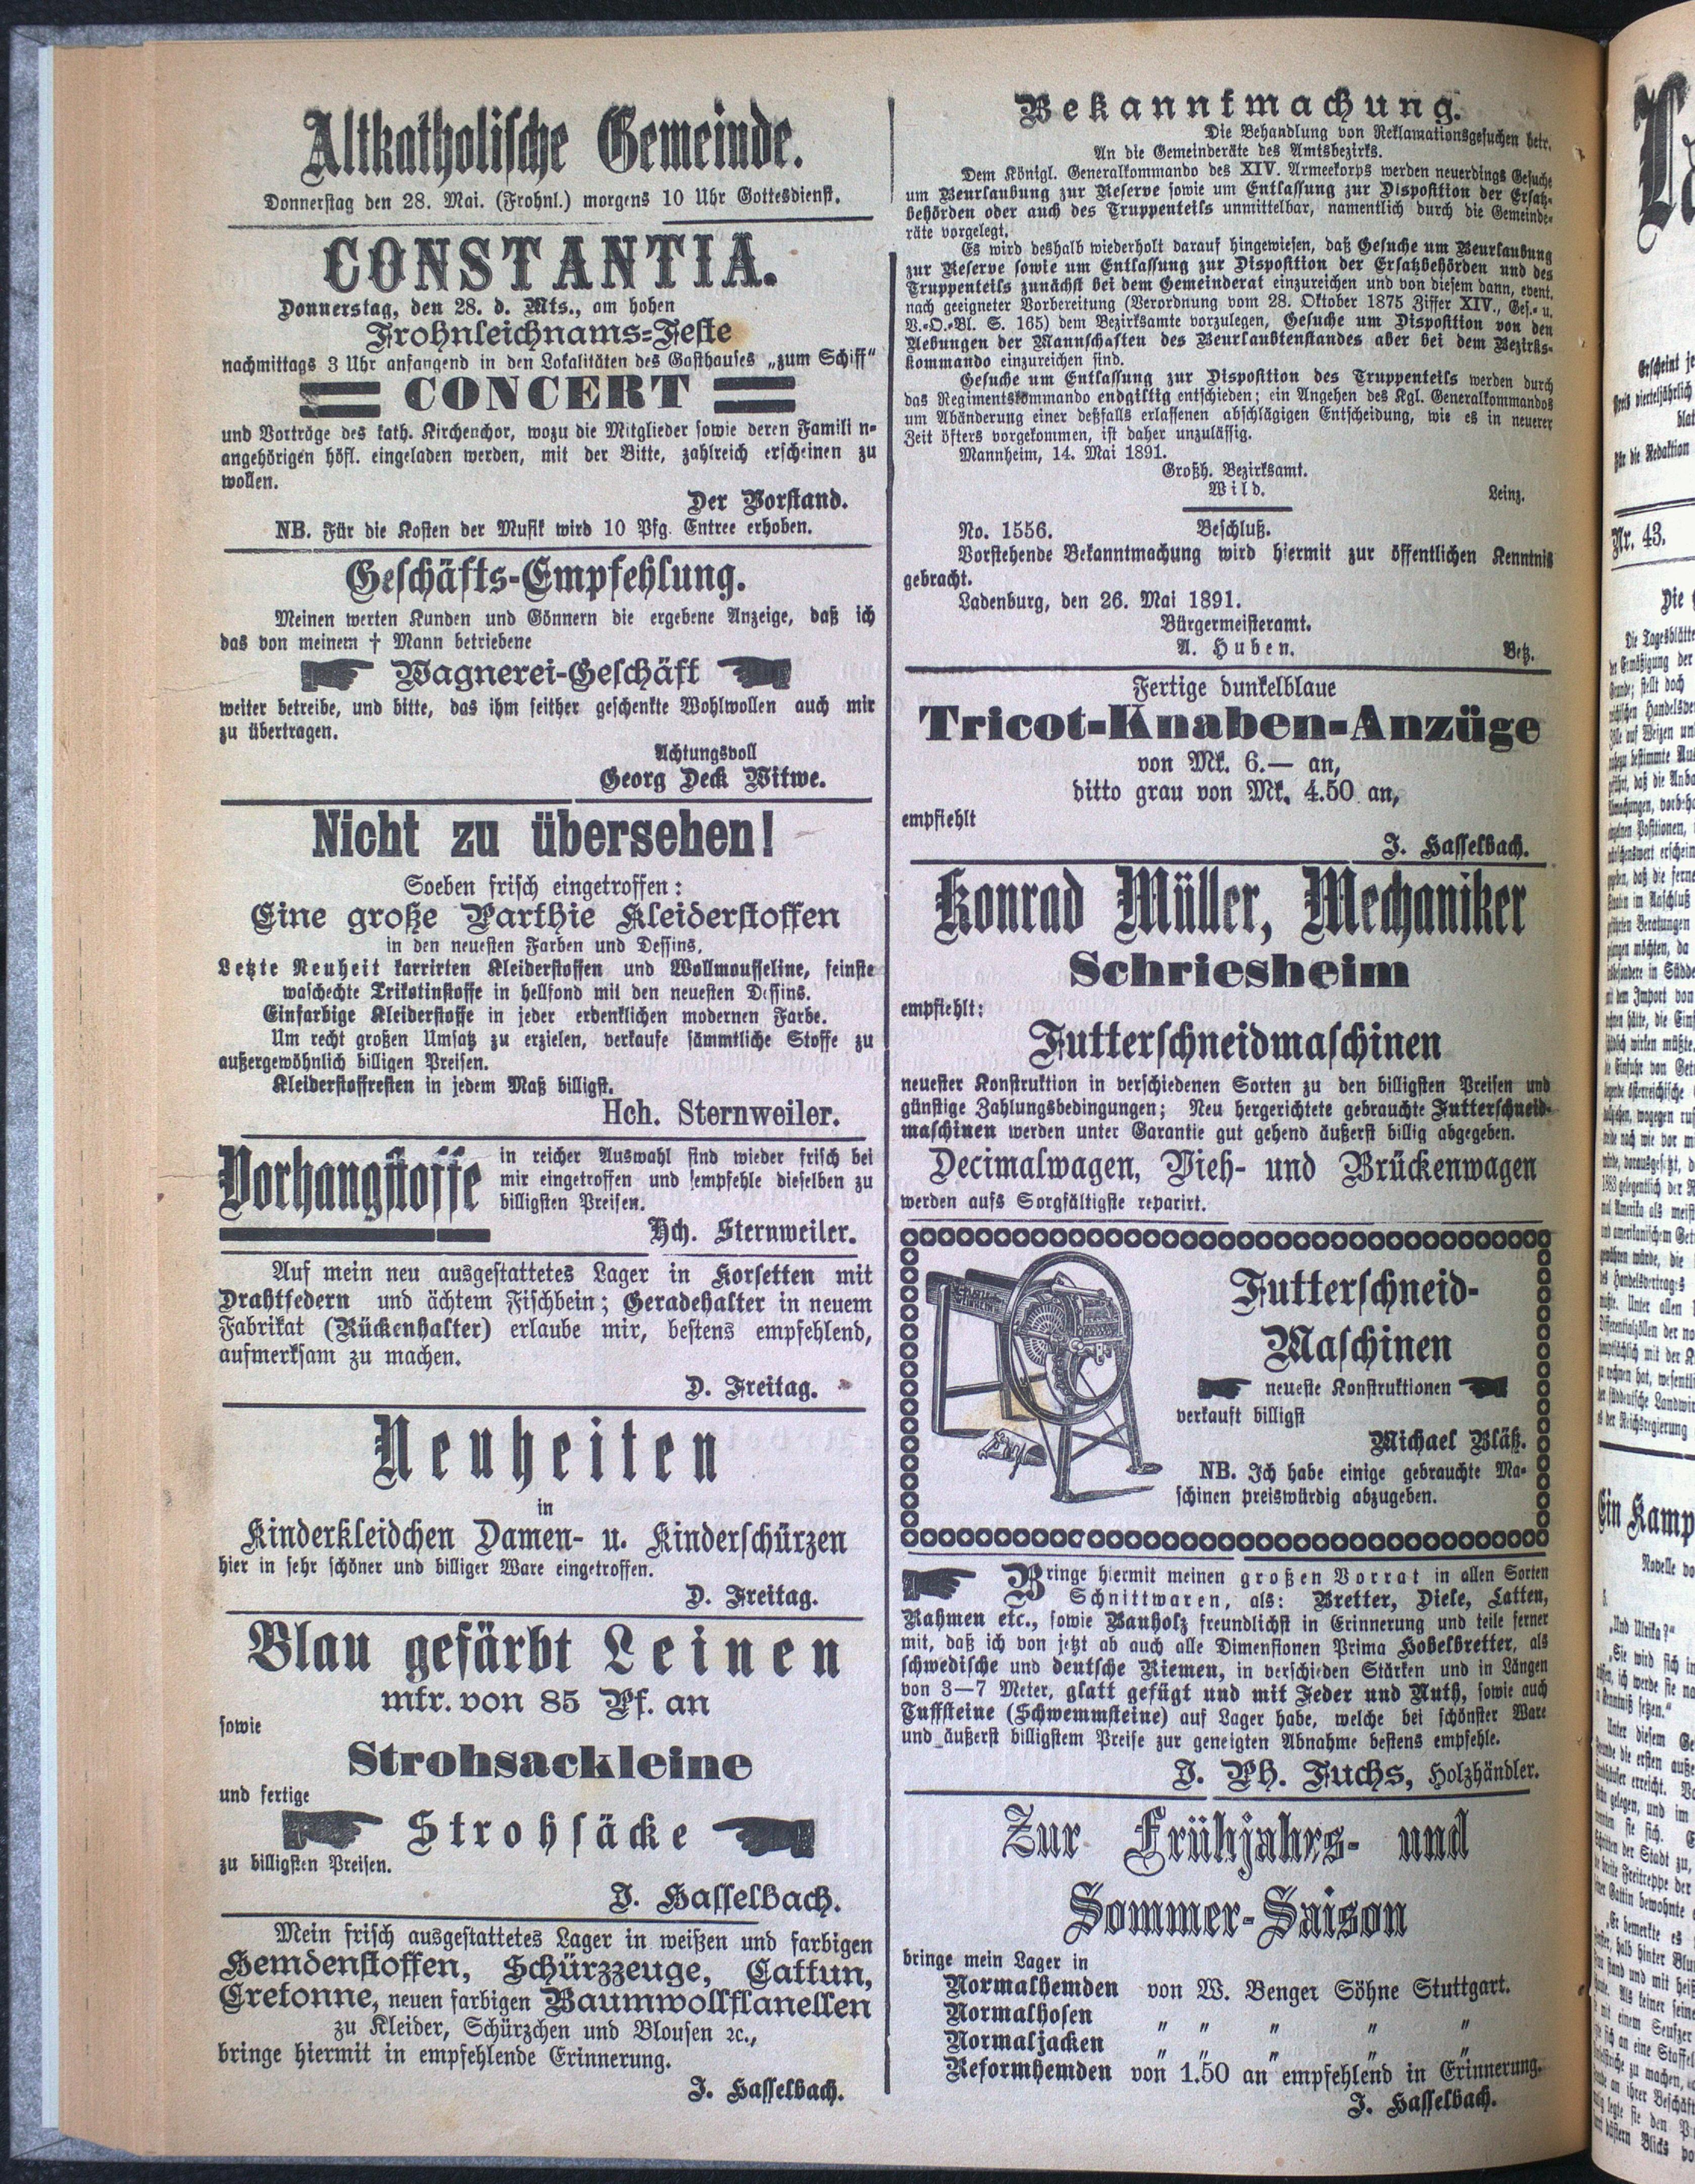 Altkatholische Gemeinde.
Donnerstag den 28. Mai. (Frohnl.) morgens 10 Uhr Gottesdienst.
CONSTANTIA.
Donnerstag, den 28. d. Mts., am hohen
Frohnleichnams-Feste
nachmittags 3 Uhr anfangend in den Lokalitäten des Gasthauses „zum Schiff"
CONCERT
und Vorträge des kath. Kirchenchor, wozu die Mitglieder sowie deren Famili n-
angehörigen höfl. eingeladen werden, mit der Bitte, zahlreich erscheinen zu
wollen.
Der Vorstand.
NB. Für die Kosten der Musik wird 10 Pfg. Entree erhoben.
Geschäfts-Empfehlung.
Meinen werten Kunden und Gönnern die ergebene Anzeige, daß ich
das von meinem † Mann betriebene
Wagnerei-Geschäft
weiter betreibe, und bitte, das ihm seither geschenkte Wohlwollen auch mir
zu übertragen.
Achtungsvoll
Georg Deck Witwe.
Nicht zu übersehen!
Soeben frisch eingetroffen:
Eine große Parthie Kleiderstoffen
in den neuesten Farben und Dessins.
Letzte Neuheit karrirten Kleiderstoffen und Wollmousseline, feinste
waschechte Trikotinstoffe in hellfond mit den neuesten Dessins.
Einfarbige Kleiderstoffe in jeder erdenklichen modernen Farbe.
Um recht großen Umsatz zu erzielen, verkaufe sämmtliche Stoffe zu
außergewöhnlich billigen Preisen.
Kleiderstoffresten in jedem Maß billigst.
Hch. Sternweiler.
Vorhangstoffe
in reicher Auswahl sind wieder frisch bei
mir eingetroffen und empfehle dieselben zu
billigsten Preisen.
Hch. Sternweiler.
Auf mein neu ausgestattetes Lager in Korsetten mit
Drahtfedern und ächtem Fischbein; Geradehalter in neuem
Fabrikat (Rückenhalter) erlaube mir, bestens empfehlend,
aufmerksam zu machen.
D. Freitag.
Neuheiten
in
Kinderkleidchen Damen- u. Kinderschürzen
hier in sehr schöner und billiger Ware eingetroffen.
D. Freitag.
Blau gefärbt Leinen
mtr. von 85 Pf. an
sowie
Strohsackleine
und fertige
Strohsäcke
zu billigsten Preisen.
J. Hasselbach.
Mein frisch ausgestattetes Lager in weißen und farbigen
Hemdenstoffen, Schürzzeuge, Cattun,
Cretonne, neuen farbigen Baumwollflanellen
zu Kleider, Schürzchen und Blousen ꝛc.,
bringe hiermit in empfehlende Erinnerung.
J. Hasselbach.
Bekanntmachung.
Die Behandlung von Reklamationsgesuchen betr.
An die Gemeinderäte des Amtsbezirks.
Dem Königl. Generalkommando des XIV. Armeekorps werden neuerdings Gesuche
um Beurlaubung zur Reserve sowie um Entlassung zur Disposition der Ersatz-
behörden oder auch des Truppenteils unmittelbar, namentlich durch die Gemeinde-
räte vorgelegt.
Es wird deshalb wiederholt darauf hingewiesen, daß Gesuche um Beurlaubung
zur Reserve sowie um Entlassung zur Disposition der Ersatzbehörden und des
Truppenteils zunächst bei dem Gemeinderat einzureichen und von diesem dann, event.
nach geeigneter Vorbereitung (Verordnung vom 28. Oktober 1875 Ziffer XIV., Ges.- u.
V.-O.-Bl. S. 165) dem Bezirksamte vorzulegen, Gesuche um Disposition von den
Uebungen der Mannschaften des Beurlaubtenstandes aber bei dem Bezirks-
kommando einzureichen sind.
Gesuche um Entlassung zur Disposition des Truppenteils werden durch
das Regimentskommando endgiltig entschieden; ein Angehen des Kgl. Generalkommandos
um Abänderung einer deßfalls erlassenen abschlägigen Entscheidung, wie es in neuerer
Zeit öfters vorgekommen, ist daher unzulässig.
Mannheim, 14. Mai 1891.
Großh. Bezirksamt.
Wild. Leinz.
No. 1556. Beschluß.
Vorstehende Bekanntmachung wird hiermit zur öffentlichen Kenntnis
gebracht.
Ladenburg, den 26. Mai 1891.
Bürgermeisteramt.
A. Huben. Betz.
Fertige dunkelblaue
Tricot-Knaben-Anzüge
von Mk. 6.— an,
ditto grau von Mk. 4.50 an,
empfiehlt
J. Hasselbach.
Konrad Müller, Mechaniker
Schriesheim
empfiehlt:
Futterschneidmaschinen
neuester Konstruktion in verschiedenen Sorten zu den billigsten Preisen und
günstige Zahlungsbedingungen; Neu hergerichtete gebrauchte Futterschneid-
maschinen werden unter Garantie gut gehend äußerst billig abgegeben.
Decimalwagen, Vieh- und Brückenwagen
werden aufs Sorgfältigste reparirt.
Futterschneid-
Maschinen
neueste Konstruktionen
verkauft billigst
Michael Bläß.
NB. Ich habe einige gebrauchte Ma-
schinen preiswürdig abzugeben.
Bringe hiermit meinen großen Vorrat in allen Sorten
Schnittwaren, als: Bretter, Diele, Latten,
Rahmen etc., sowie Bauholz freundlichst in Erinnerung und teile ferner
mit, daß ich von jetzt ab auch alle Dimensionen Prima Hobelbretter, als
schwedische und deutsche Riemen, in verschieden Stärken und in Längen
von 3—7 Meter, glatt gefügt und mit Feder und Nuth, sowie auch
Tuffsteine (Schwemmsteine) auf Lager habe, welche bei schönster Ware
und äußerst billigstem Preise zur geneigten Abnahme bestens empfehle.
J. Ph. Fuchs, Holzhändler.
Zur Frühjahrs- und
Sommer-Saison
bringe mein Lager in
Normalhemden von W. Benger Söhne Stuttgart.
Normalhosen " " " " "
Normaljacken " " " " "
Reformhemden von 1.50 an empfehlend in Erinnerung.
J. Hasselbach.
Nr. 43.